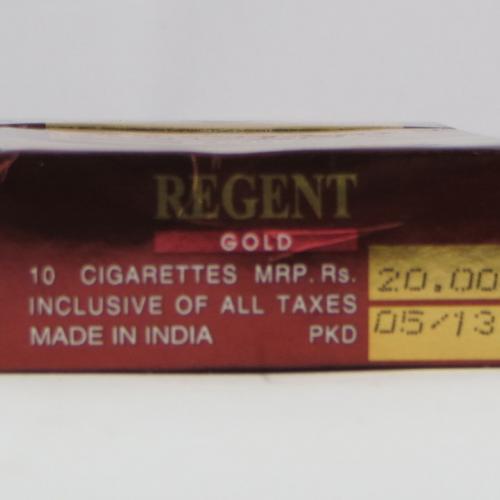 REGENT
GOLD
10 CIGARETTES MRP. Rs. 20.00
INCLUSIVE OF ALL TAXES
MADE IN INDIA PKD 05/13